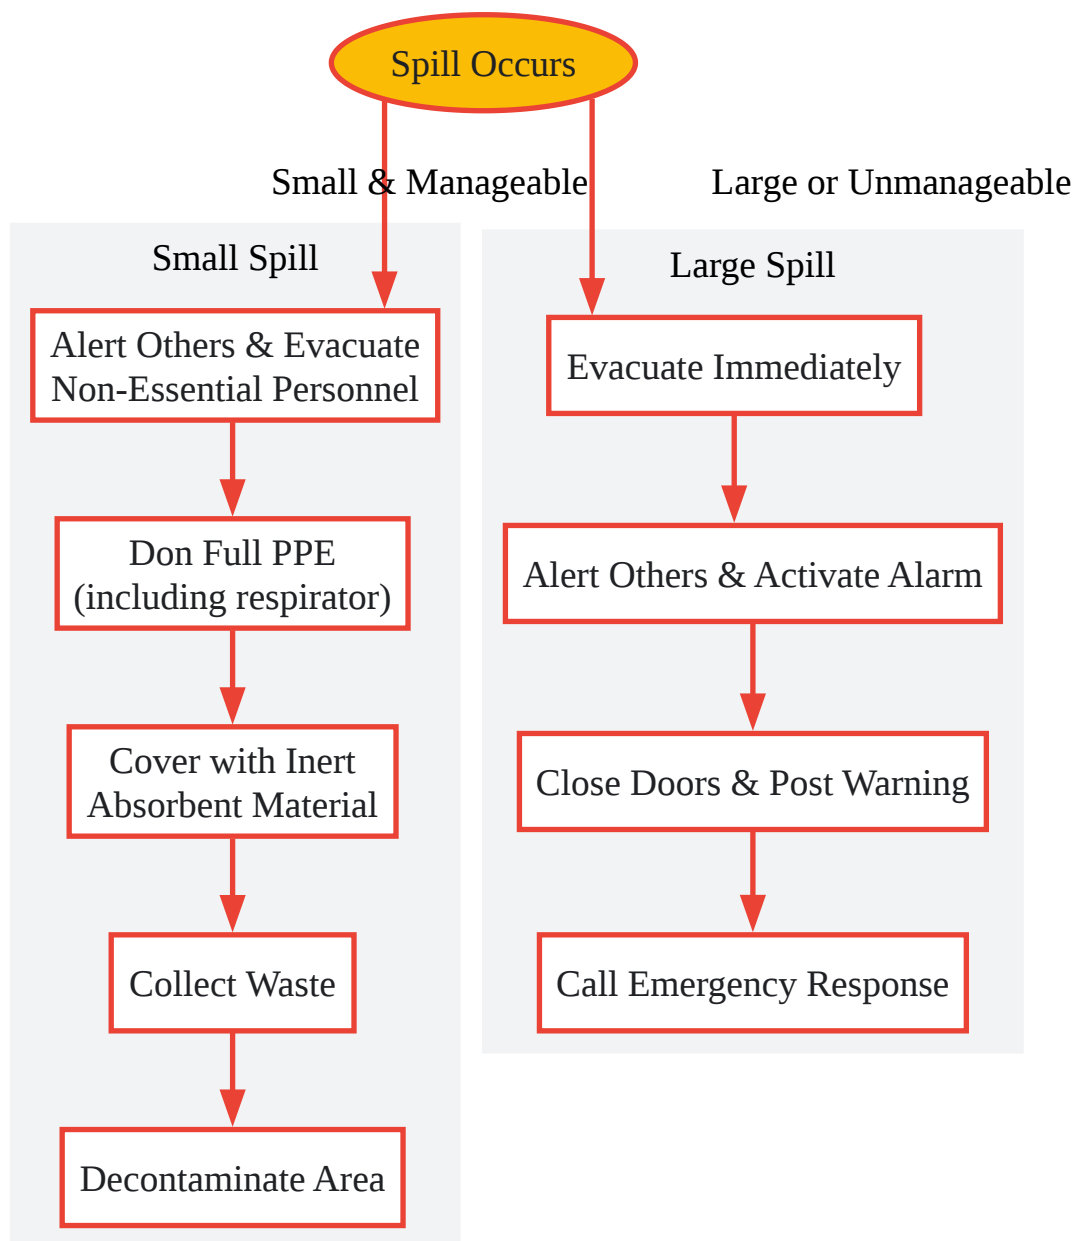 Spill Occurs
Small & Manageable
Large or Unmanageable
Small Spill
Alert Others & Evacuate
Non-Essential Personnel
Don Full PPE
(including respirator)
Cover with Inert
Absorbent Material
Collect Waste
Decontaminate Area
Large Spill
Evacuate Immediately
Alert Others & Activate Alarm
Close Doors & Post Warning
Call Emergency Response